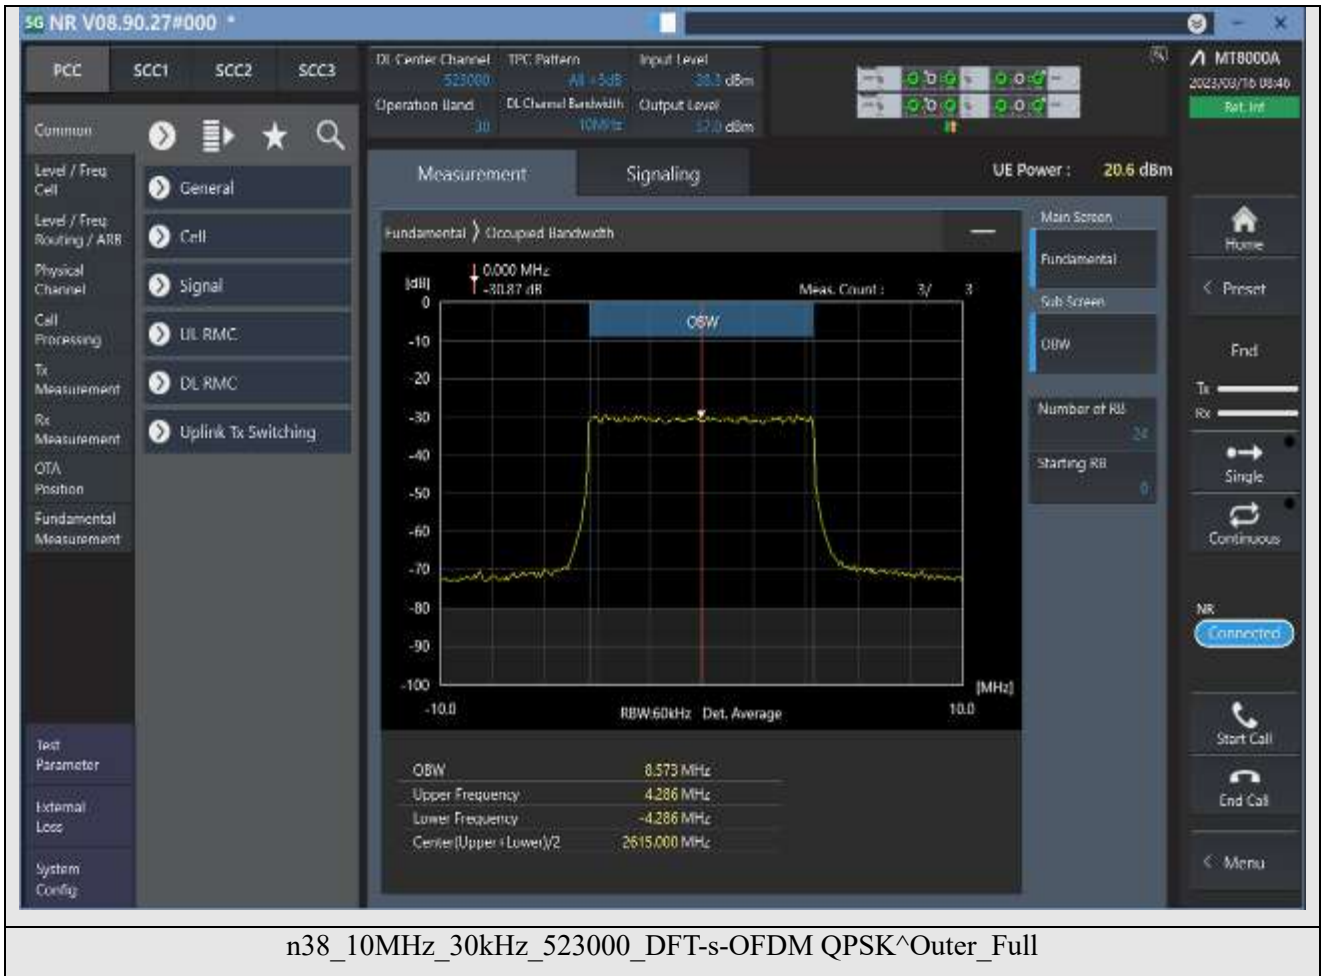 SG NR V08.90.27#000 *
PCC SCC1 SCC2 SCC3
DL Center Channel TPC Pattern Input Level
523000 All +3dB dBm
Operation Band DL Channel Bandwidth Output Level
10MHz dBm
MT8000A
2023/03/16 08:46
Common
Level / Freq
Cell
Level / Freq
Routing / ARB
Physical
Channel
Call
Processing
Tx
Measurement
Rx
Measurement
OTA
Position
Fundamental
Measurement
Test
Parameter
External
Loss
System
Config
General
Cell
Signal
UL RMC
DL RMC
Uplink Tx Switching
Measurement Signaling
UE Power : 20.6 dBm
Fundamental Occupied Bandwidth
[dB] 0.000 MHz
-30.87 dB
Meas. Count : 3/ 3
OBW
0
-10
-20
-30
-40
-50
-60
-70
-80
-90
-100
[MHz]
-10.0 RBW:60kHz Det. Average 10.0
OBW 8.573 MHz
Upper Frequency 4.286 MHz
Lower Frequency -4.286 MHz
Center(Upper+Lower)/2 2615.000 MHz
Main Screen
Fundamental
Sub Screen
OBW
Number of RB
24
Starting RB
0
Home
< Preset
End
Tx
Rx
Single
Continuous
NR
Connected
Start Call
End Call
< Menu
n38_10MHz_30kHz_523000_DFT-s-OFDM QPSK^Outer_Full